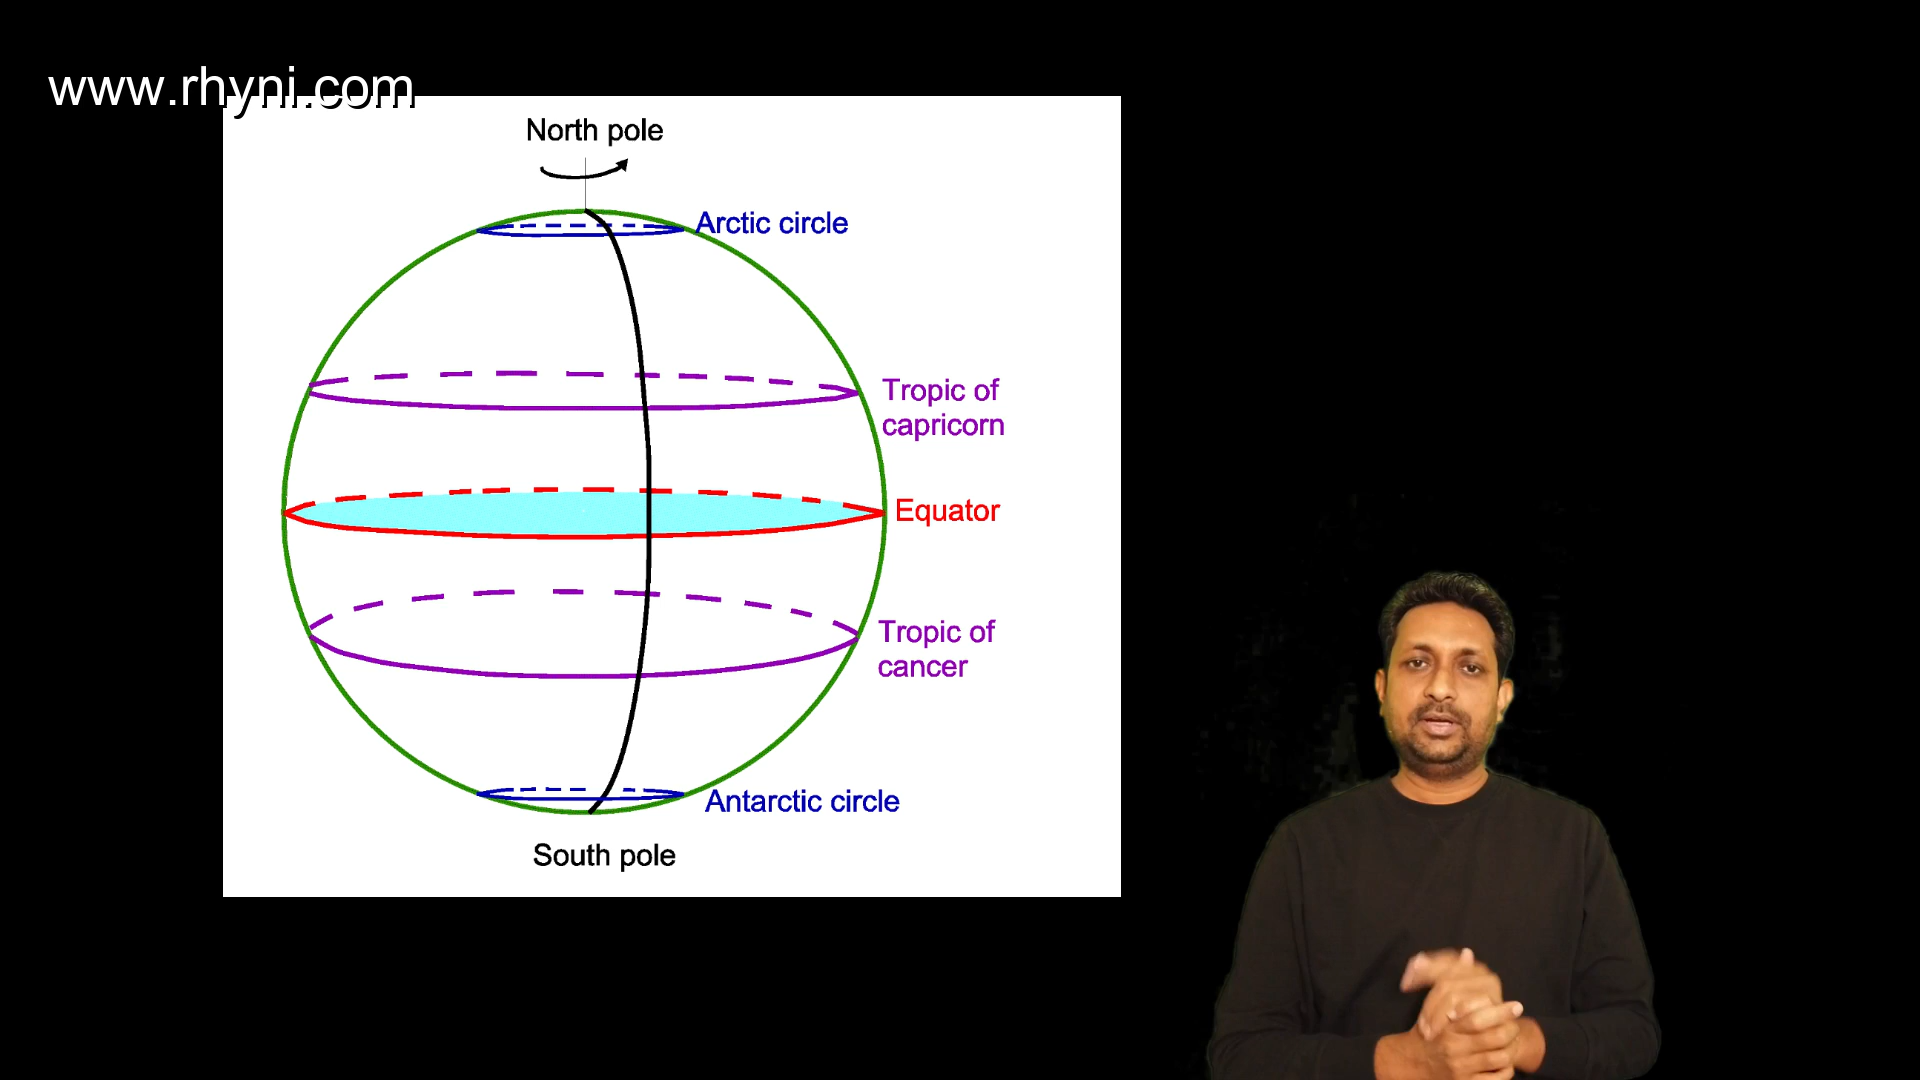 www.rhyni.com
North pole
Arctic circle
Tropic of
capricorn
Equator
Tropic of
cancer
Antarctic circle
South pole